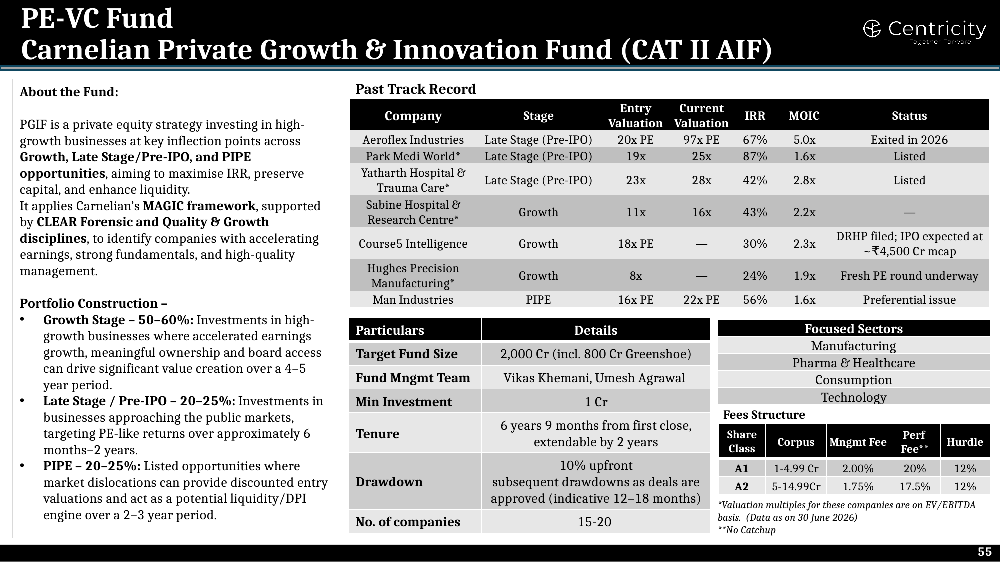 PE-VC Fund
Carnelian Private Growth & Innovation Fund (CAT II AIF)
Centricity
Together Forward
About the Fund:
PGIF is a private equity strategy investing in high-
growth businesses at key inflection points across
Growth, Late Stage/Pre-IPO, and PIPE
opportunities, aiming to maximise IRR, preserve
capital, and enhance liquidity.
It applies Carnelian’s MAGIC framework, supported
by CLEAR Forensic and Quality & Growth
disciplines, to identify companies with accelerating
earnings, strong fundamentals, and high-quality
management.
Portfolio Construction –
• Growth Stage – 50–60%: Investments in high-
growth businesses where accelerated earnings
growth, meaningful ownership and board access
can drive significant value creation over a 4–5
year period.
• Late Stage / Pre-IPO – 20–25%: Investments in
businesses approaching the public markets,
targeting PE-like returns over approximately 6
months–2 years.
• PIPE – 20–25%: Listed opportunities where
market dislocations can provide discounted entry
valuations and act as a potential liquidity/DPI
engine over a 2–3 year period.
Past Track Record
Company Stage Entry Valuation Current Valuation IRR MOIC Status
Aeroflex Industries Late Stage (Pre-IPO) 20x PE 97x PE 67% 5.0x Exited in 2026
Park Medi World* Late Stage (Pre-IPO) 19x 25x 87% 1.6x Listed
Yatharth Hospital & Trauma Care* Late Stage (Pre-IPO) 23x 28x 42% 2.8x Listed
Sabine Hospital & Research Centre* Growth 11x 16x 43% 2.2x —
Course5 Intelligence Growth 18x PE — 30% 2.3x DRHP filed; IPO expected at ~₹4,500 Cr mcap
Hughes Precision Manufacturing* Growth 8x — 24% 1.9x Fresh PE round underway
Man Industries PIPE 16x PE 22x PE 56% 1.6x Preferential issue
Particulars Details
Target Fund Size 2,000 Cr (incl. 800 Cr Greenshoe)
Fund Mngmt Team Vikas Khemani, Umesh Agrawal
Min Investment 1 Cr
Tenure 6 years 9 months from first close,
extendable by 2 years
Drawdown 10% upfront
subsequent drawdowns as deals are
approved (indicative 12–18 months)
No. of companies 15-20
Focused Sectors
Manufacturing
Pharma & Healthcare
Consumption
Technology
Fees Structure
Share Class Corpus Mngmt Fee Perf Fee** Hurdle
A1 1-4.99 Cr 2.00% 20% 12%
A2 5-14.99Cr 1.75% 17.5% 12%
*Valuation multiples for these companies are on EV/EBITDA
basis. (Data as on 30 June 2026)
**No Catchup
55